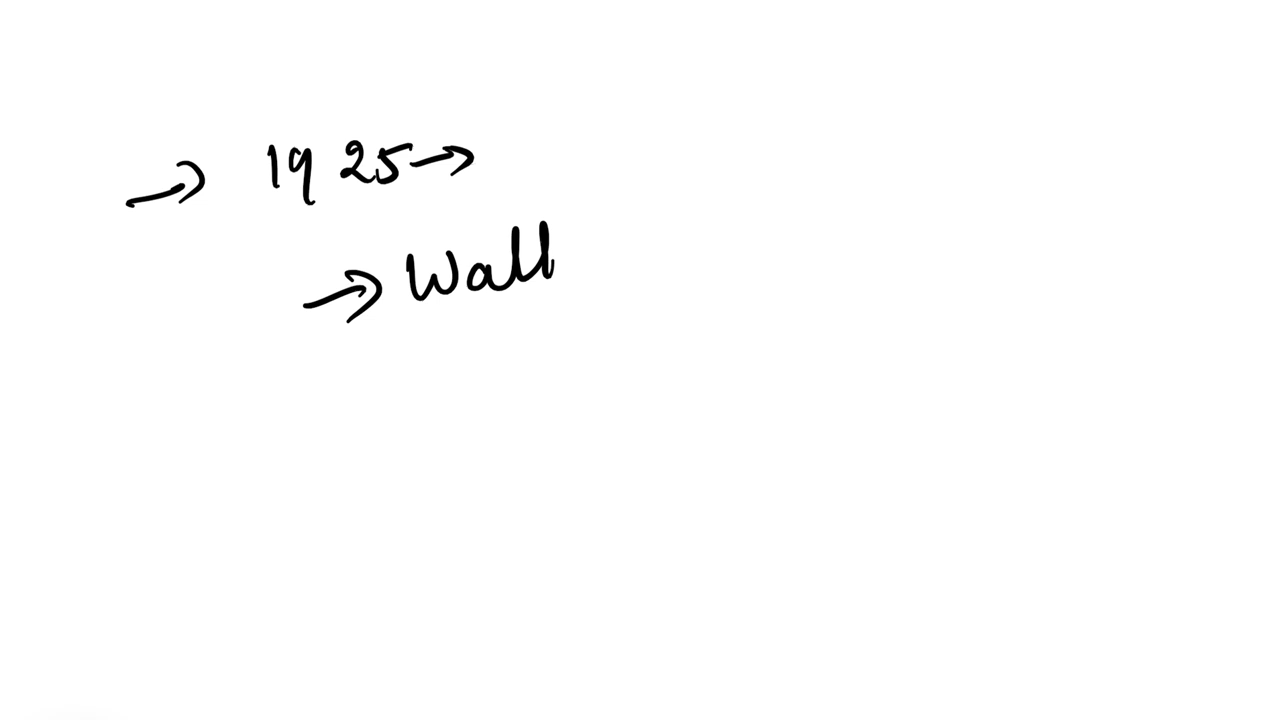 → 1925→
→ Wall